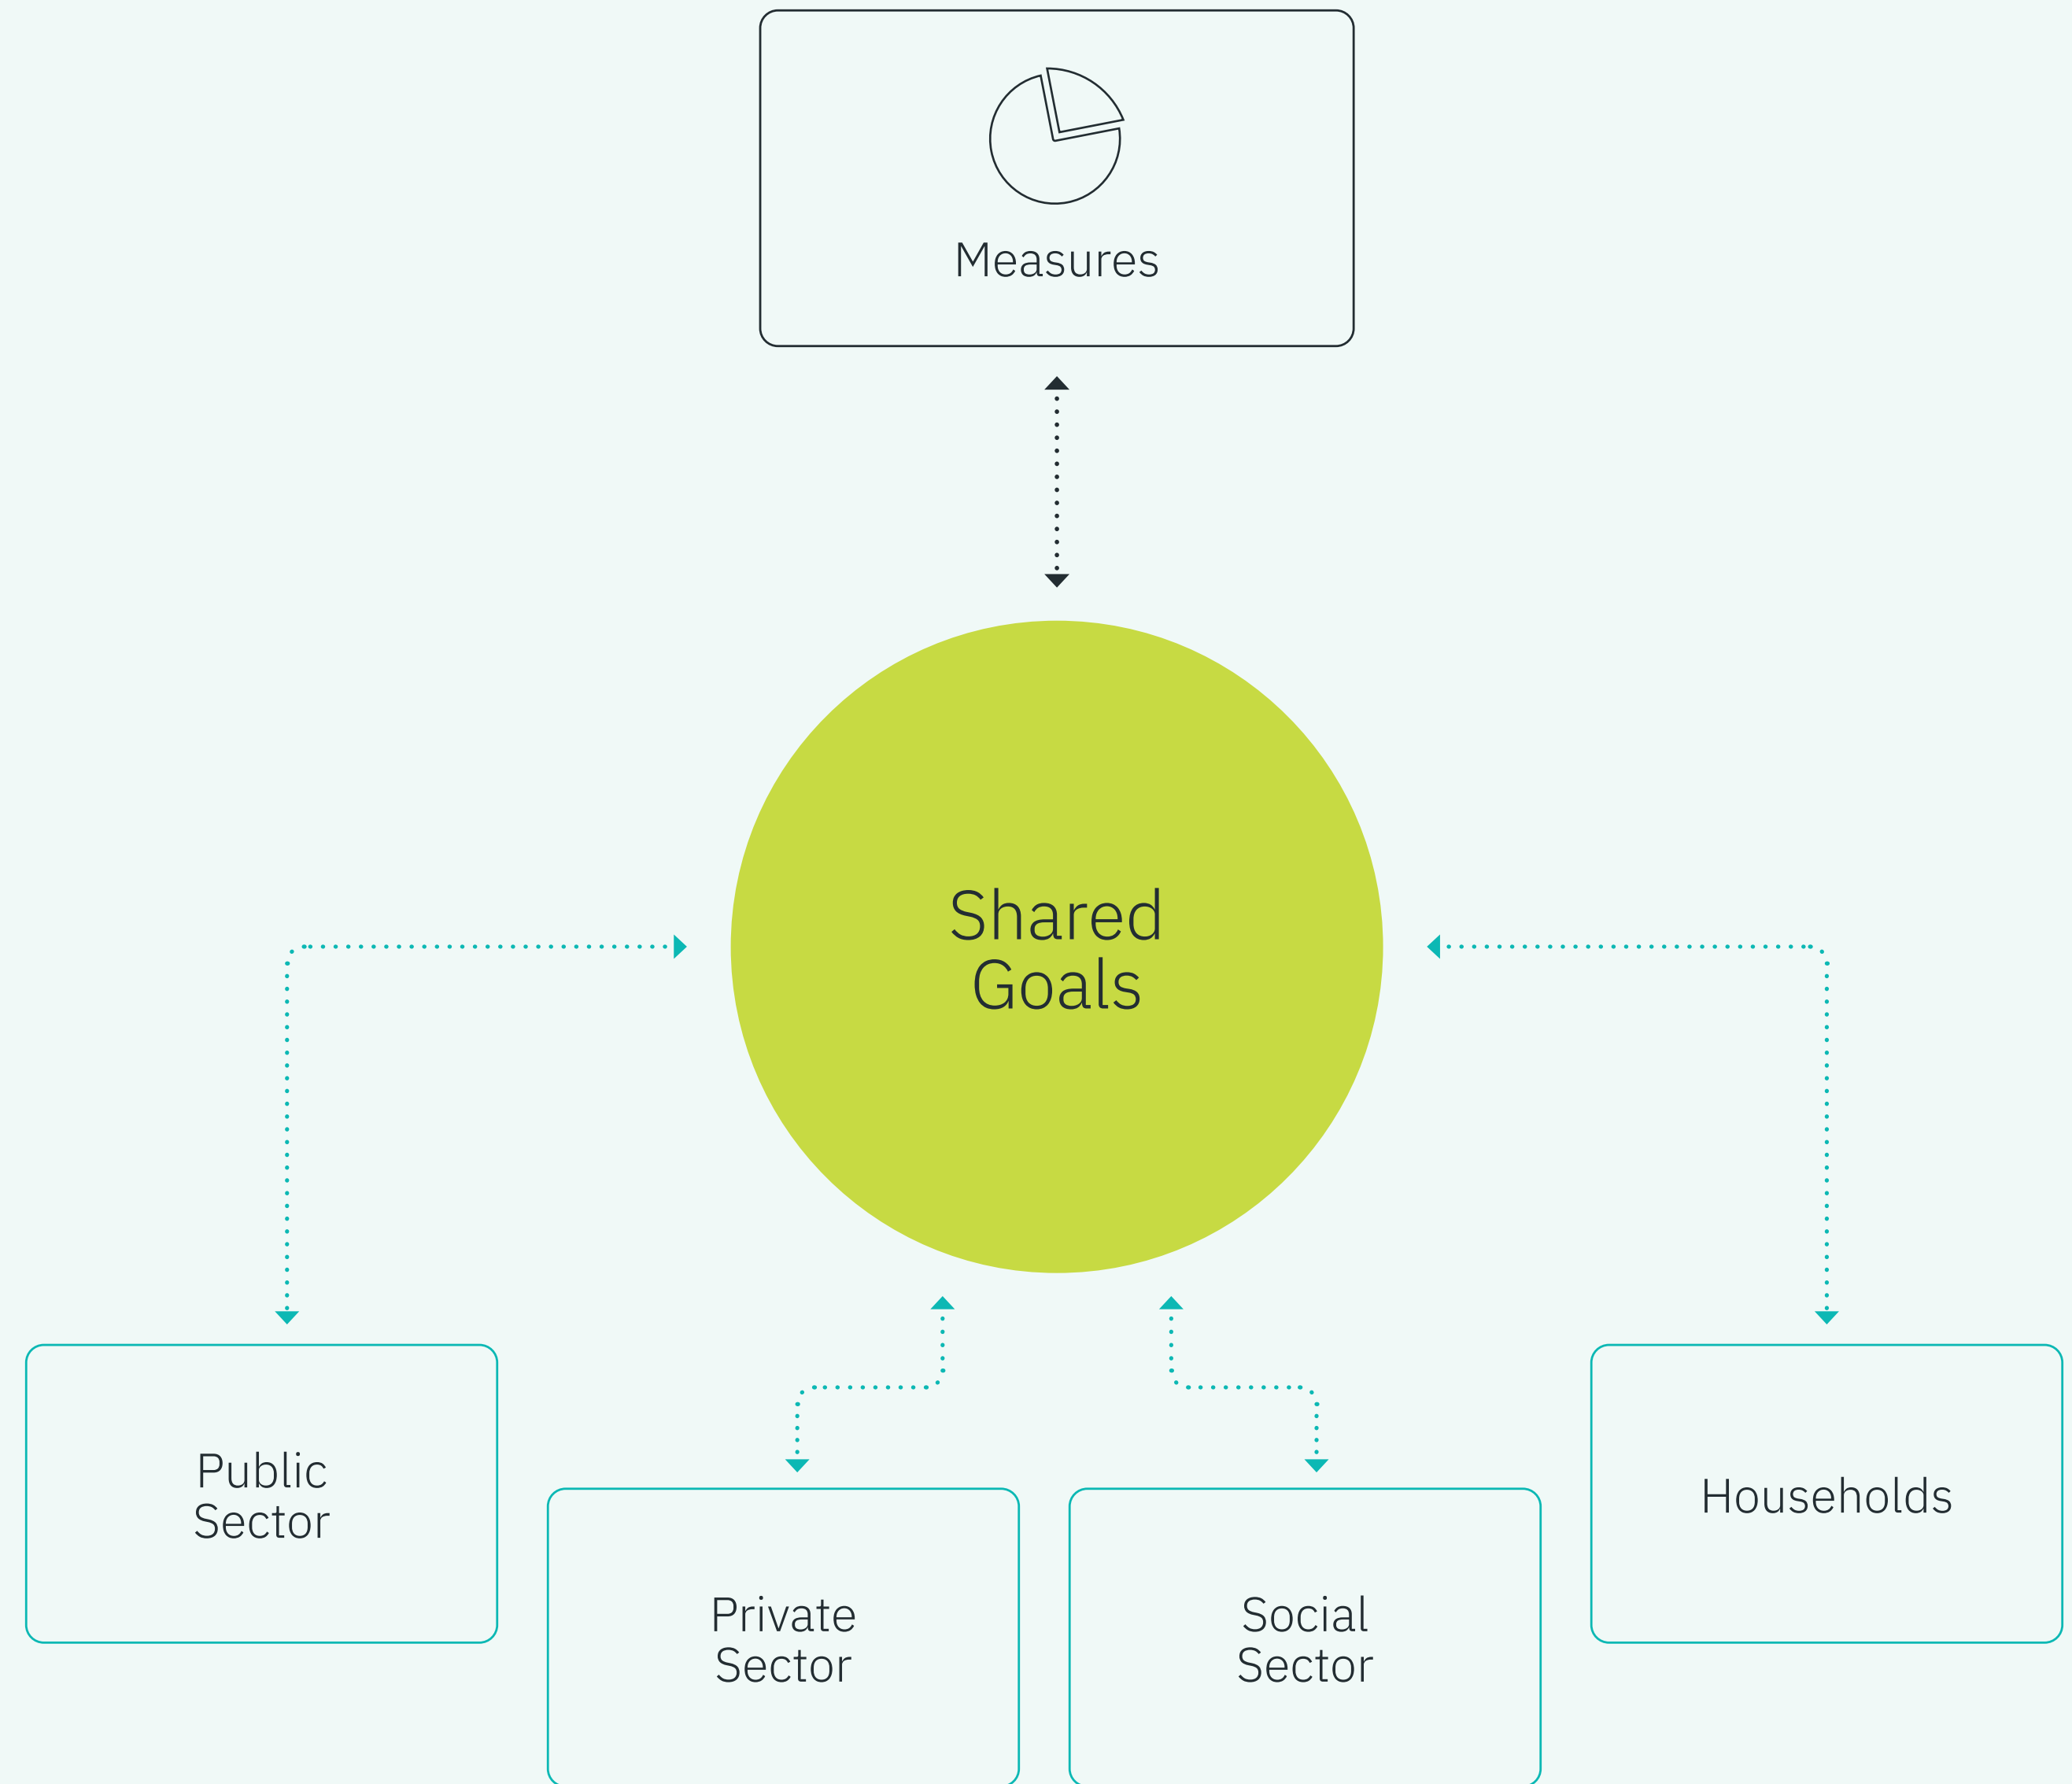 Measures
Shared
Goals
Public
Sector
Private
Sector
Social
Sector
Households